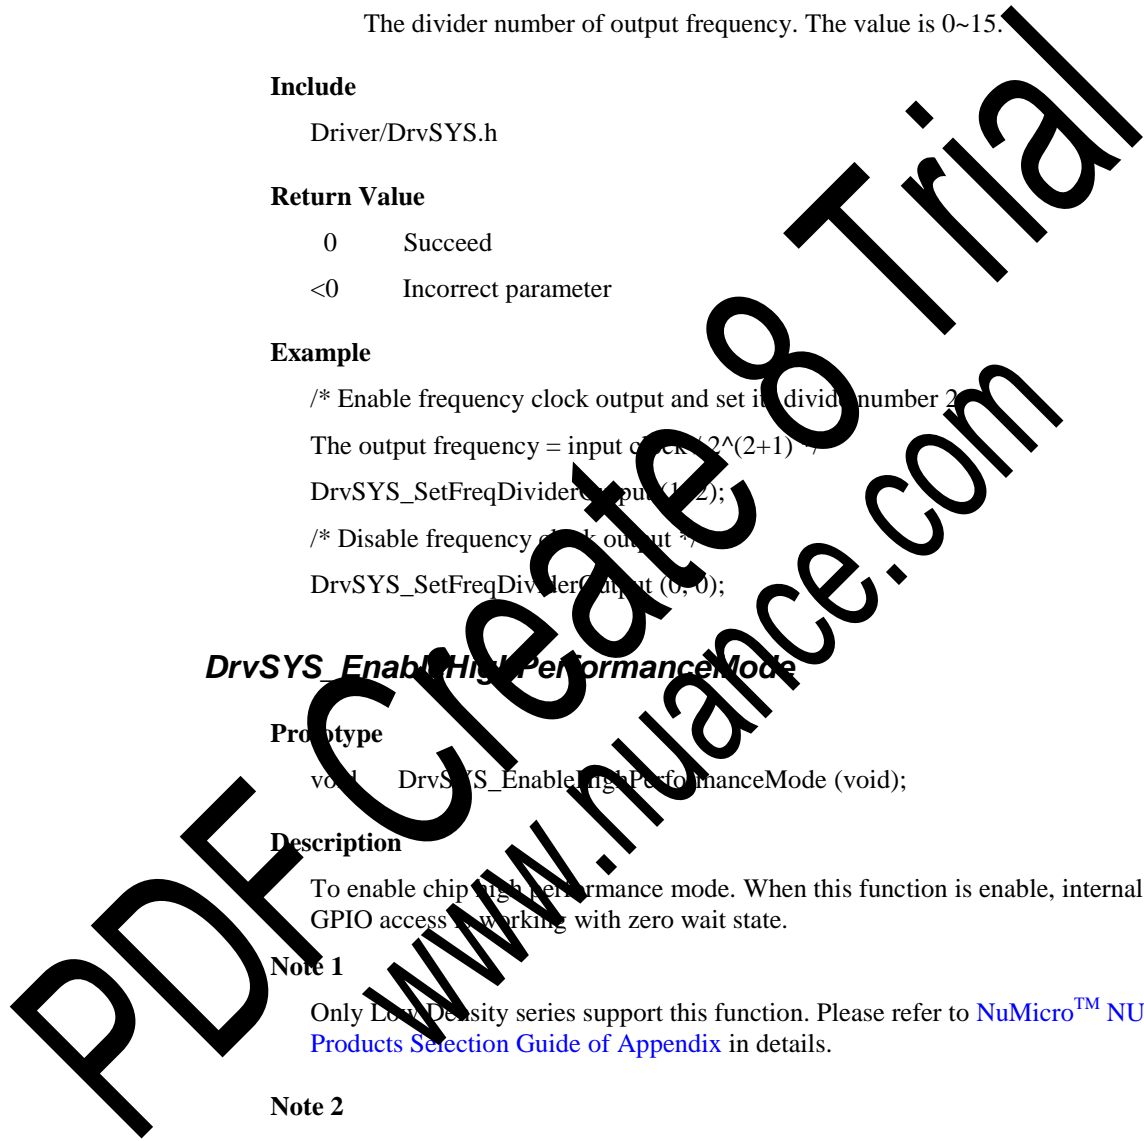 The divider number of output frequency. The value is 0~15.
Include
Driver/DrvSYS.h
Return Value
0 Succeed
<0 Incorrect parameter
Example
/* Enable frequency clock output and set its divide number 2
The output frequency = input clock / 2^(2+1) */
DrvSYS_SetFreqDividerOutput (1, 2);
/* Disable frequency clock output */
DrvSYS_SetFreqDividerOutput (0, 0);
DrvSYS_EnableHighPerformanceMode
Prototype
void DrvSYS_EnableHighPerformanceMode (void);
Description
To enable chip high performance mode. When this function is enable, internal
GPIO access is working with zero wait state.
Note 1
Only Low Density series support this function. Please refer to NuMicro™ NU
Products Selection Guide of Appendix in details.
Note 2
PDF Create 8 Trial
www.nuance.com